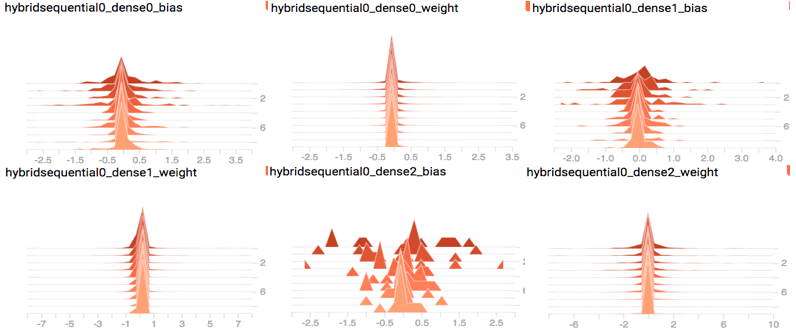 hybridsequential0_dense0_bias
hybridsequential0_dense0_weight
hybridsequential0_dense1_bias
2
6
-2.5 -1.5 -0.5 0.5 1.5 2.5 3.5
2
6
-2.5 -1.5 -0.5 0.5 1.5 2.5 3.5
2
6
-2.0 -1.0 0.0 1.0 2.0 3.0 4.0
hybridsequential0_dense1_weight
hybridsequential0_dense2_bias
hybridsequential0_dense2_weight
2
6
-7 -5 -3 -1 1 3 5 7
6
-2.5 -1.5 -0.5 0.5 1.5 2.5
2
6
-6 -2 2 6 10